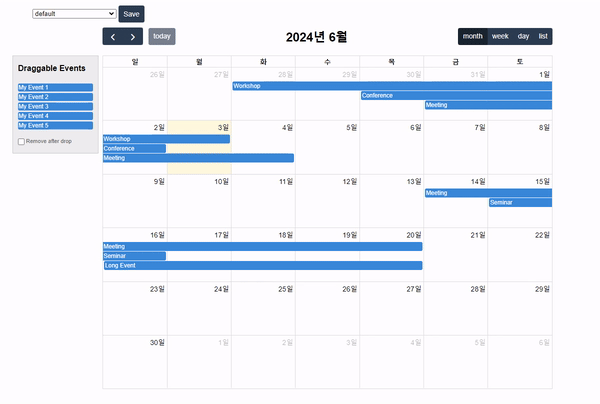 default Save
today 2024년 6월 month week day list
Draggable Events
My Event 1
My Event 2
My Event 3
My Event 4
My Event 5
Remove after drop
일 월 화 수 목 금 토
26일 27일 28일 29일 30일 31일 1일
Workshop
Conference
Meeting
2일 3일 4일 5일 6일 7일 8일
Workshop
Conference
Meeting
9일 10일 11일 12일 13일 14일 15일
Meeting
Seminar
16일 17일 18일 19일 20일 21일 22일
Meeting
Seminar
Long Event
23일 24일 25일 26일 27일 28일 29일
30일 1일 2일 3일 4일 5일 6일